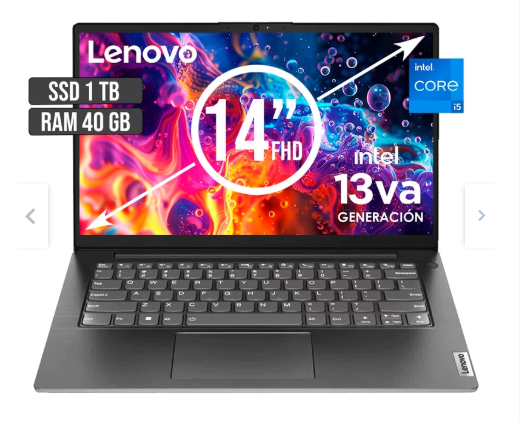 Lenovo
SSD 1 TB
RAM 40 GB
14”
FHD
intel
CORE
i5
intel
13va
GENERACIÓN
Lenovo